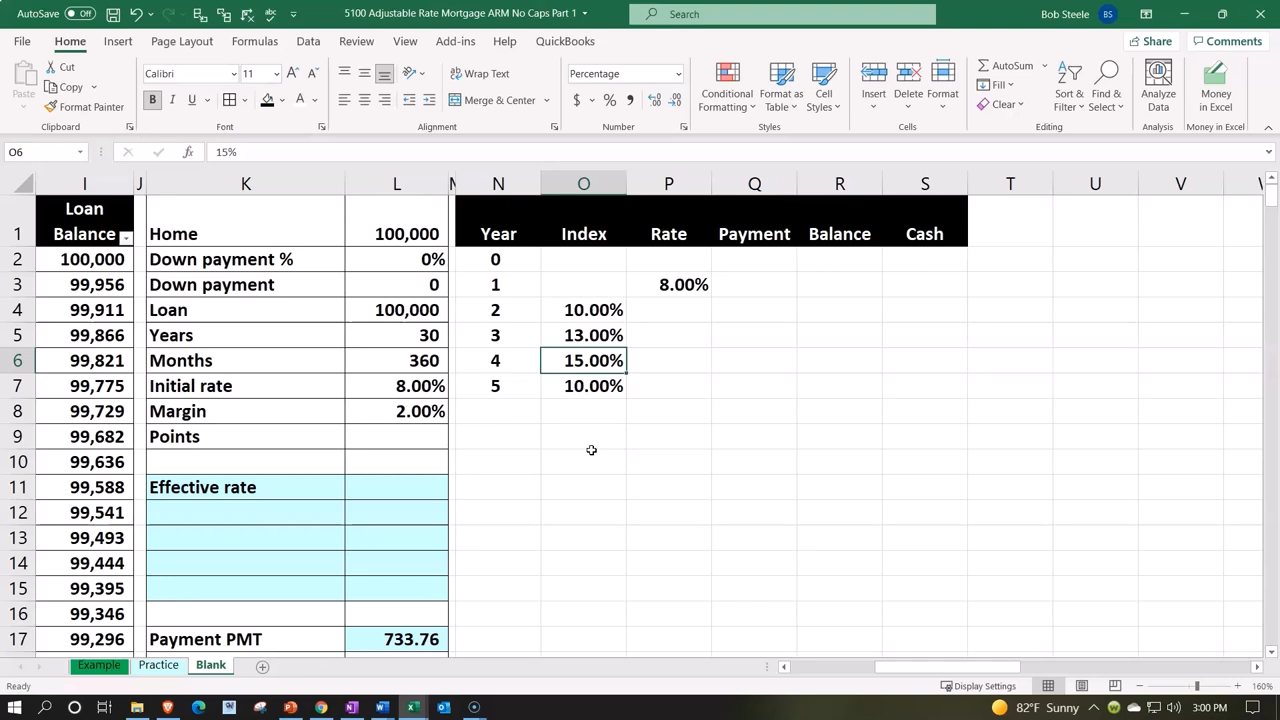 AutoSave Off 5100 Adjustable Rate Mortgage ARM No Caps Part 1 Search Bob Steele BS
File Home Insert Page Layout Formulas Data Review View Add-ins Help QuickBooks Share Comments
Paste Cut Copy Format Painter Clipboard
Calibri 11 B I U A Font
Wrap Text Merge & Center Alignment
Percentage $ % , Number
Conditional Formatting Format as Table Cell Styles Styles
Insert Delete Format Cells
AutoSum Fill Clear Sort & Filter Find & Select Editing
Analyze Data Analysis
Money in Excel Money in Excel
O6 fx 15%
I J K L M N O P Q R S T U V
1 Loan Balance Home 100,000 Year Index Rate Payment Balance Cash
2 100,000 Down payment % 0% 0
3 99,956 Down payment 0 1 8.00%
4 99,911 Loan 100,000 2 10.00%
5 99,866 Years 30 3 13.00%
6 99,821 Months 360 4 15.00%
7 99,775 Initial rate 8.00% 5 10.00%
8 99,729 Margin 2.00%
9 99,682 Points
10 99,636
11 99,588 Effective rate
12 99,541
13 99,493
14 99,444
15 99,395
16 99,346
17 99,296 Payment PMT 733.76
Example Practice Blank
Ready Display Settings 160%
82°F Sunny 3:00 PM